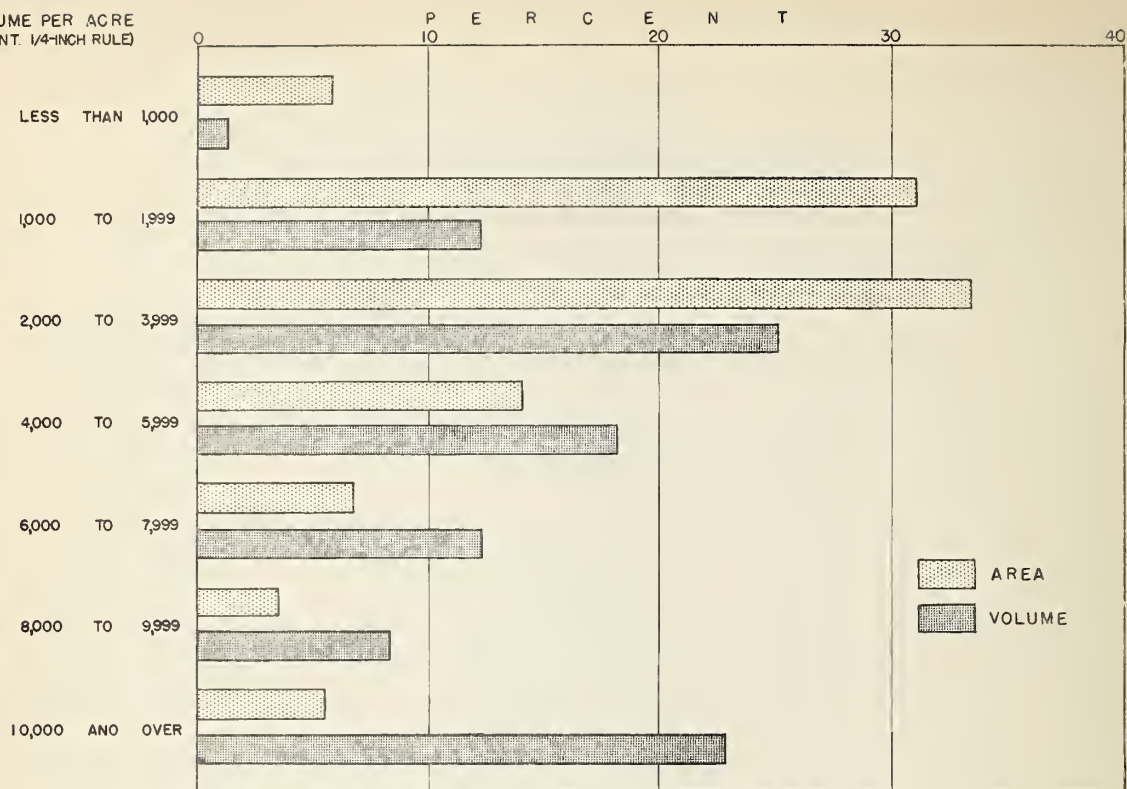 UME PER ACRE
NT. 1/4-INCH RULE)
PERCENT
0 10 20 30 40
LESS THAN 1,000
1,000 TO 1,999
2,000 TO 3,999
4,000 TO 5,999
6,000 TO 7,999
8,000 TO 9,999
10,000 AND OVER
AREA
VOLUME